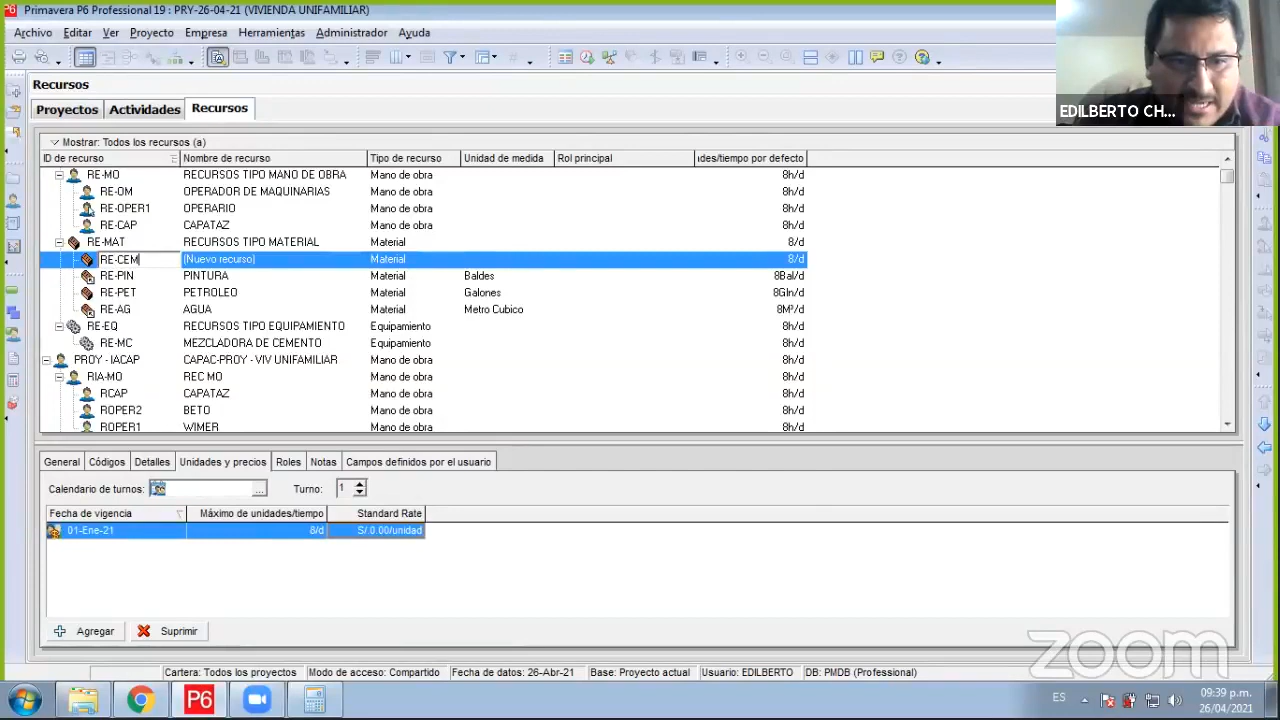 Primavera P6 Professional 19 : PRY-26-04-21 (VIVIENDA UNIFAMILIAR)
Archivo Editar Ver Proyecto Empresa Herramientas Administrador Ayuda
Recursos
Proyectos Actividades Recursos
EDILBERTO CH...
Mostrar: Todos los recursos (a)
ID de recurso Nombre de recurso Tipo de recurso Unidad de medida Rol principal des/tiempo por defecto
RE-MO RECURSOS TIPO MANO DE OBRA Mano de obra 8h/d
RE-OM OPERADOR DE MAQUINARIAS Mano de obra 8h/d
RE-OPER1 OPERARIO Mano de obra 8h/d
RE-CAP CAPATAZ Mano de obra 8h/d
RE-MAT RECURSOS TIPO MATERIAL Material 8/d
RE-CEM (Nuevo recurso) Material 8/d
RE-PIN PINTURA Material Baldes 8Bal/d
RE-PET PETROLEO Material Galones 8Gln/d
RE-AG AGUA Material Metro Cubico 8M³/d
RE-EQ RECURSOS TIPO EQUIPAMIENTO Equipamiento 8h/d
RE-MC MEZCLADORA DE CEMENTO Equipamiento 8h/d
PROY - IACAP CAPAC-PROY - VIV UNIFAMILIAR Mano de obra 8h/d
RIA-MO REC MO Mano de obra 8h/d
RCAP CAPATAZ Mano de obra 8h/d
ROPER2 BETO Mano de obra 8h/d
ROPER1 WIMER Mano de obra 8h/d
General Códigos Detalles Unidades y precios Roles Notas Campos definidos por el usuario
Calendario de turnos: ... Turno: 1
Fecha de vigencia Máximo de unidades/tiempo Standard Rate
01-Ene-21 8/d S/.0.00/unidad
Agregar Suprimir
zoom
Cartera: Todos los proyectos Modo de acceso: Compartido Fecha de datos: 26-Abr-21 Base: Proyecto actual Usuario: EDILBERTO DB: PMDB (Professional)
P6
ES
09:39 p.m.
26/04/2021